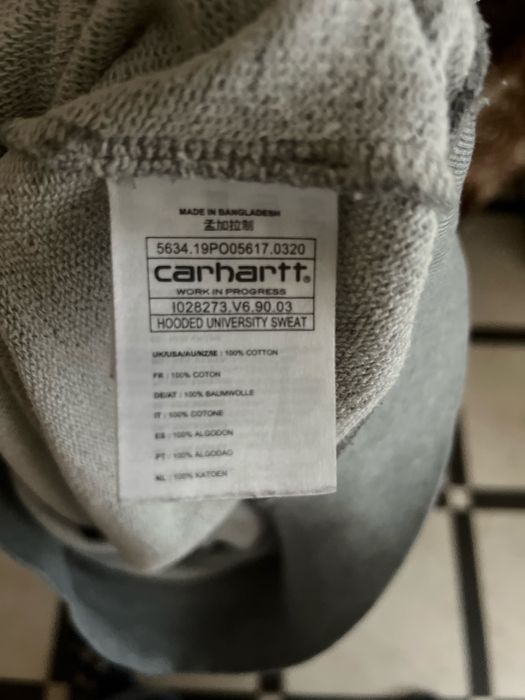 MADE IN BANGLADESH
孟加拉制
5634.19PO05617.0320
carhartt®
WORK IN PROGRESS
I028273.V6.90.03
HOODED UNIVERSITY SWEAT
UK/USA/AU/NZ/IE : 100% COTTON
FR : 100% COTON
DE/AT : 100% BAUMWOLLE
IT : 100% COTONE
ES : 100% ALGODON
PT : 100% ALGODAO
NL : 100% KATOEN